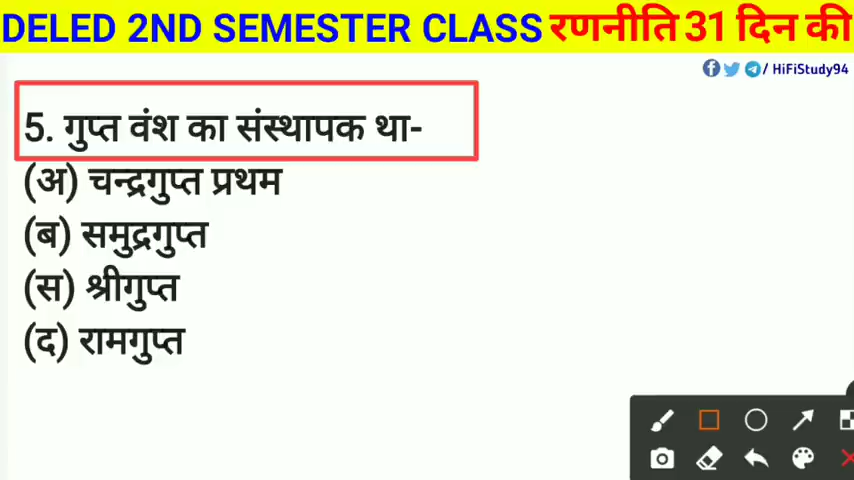 DELED 2ND SEMESTER CLASS रणनीति 31 दिन की
/ HiFiStudy94
5. गुप्त वंश का संस्थापक था-
(अ) चन्द्रगुप्त प्रथम
(ब) समुद्रगुप्त
(स) श्रीगुप्त
(द) रामगुप्त